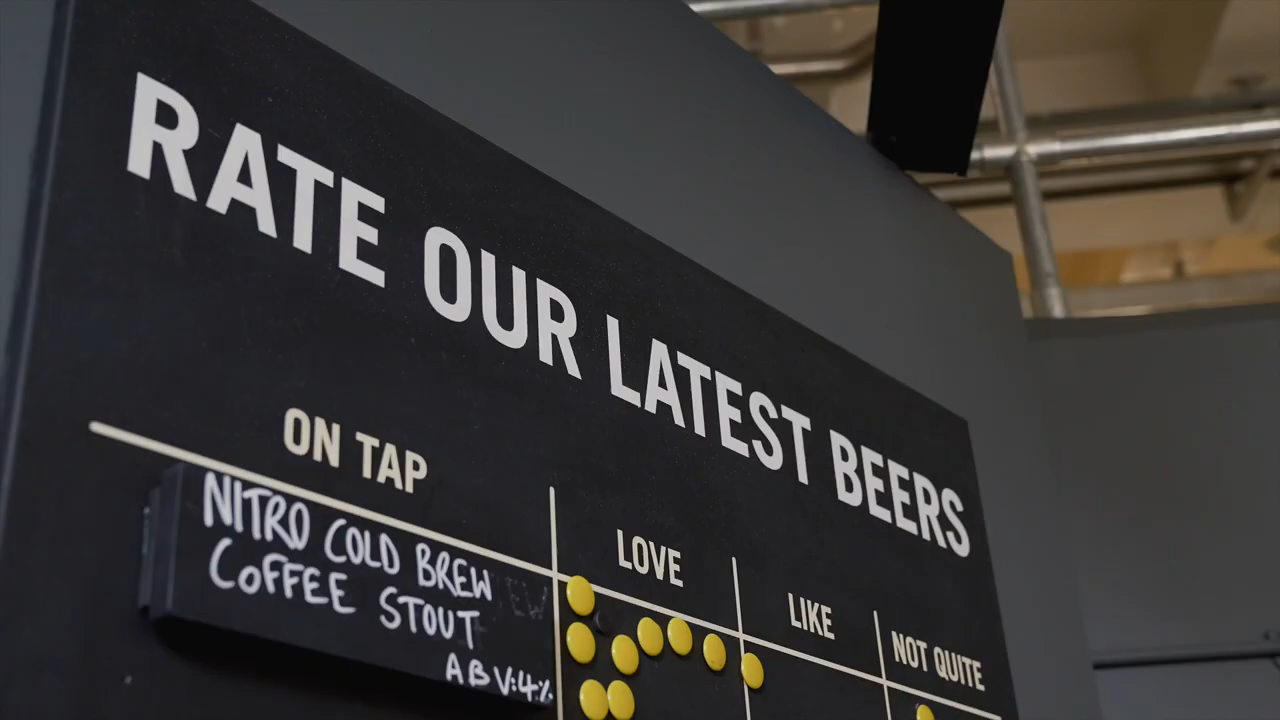 RATE OUR LATEST BEERS
ON TAP
LOVE
LIKE
NOT QUITE
NITRO COLD BREW
COFFEE STOUT
ABV:4%